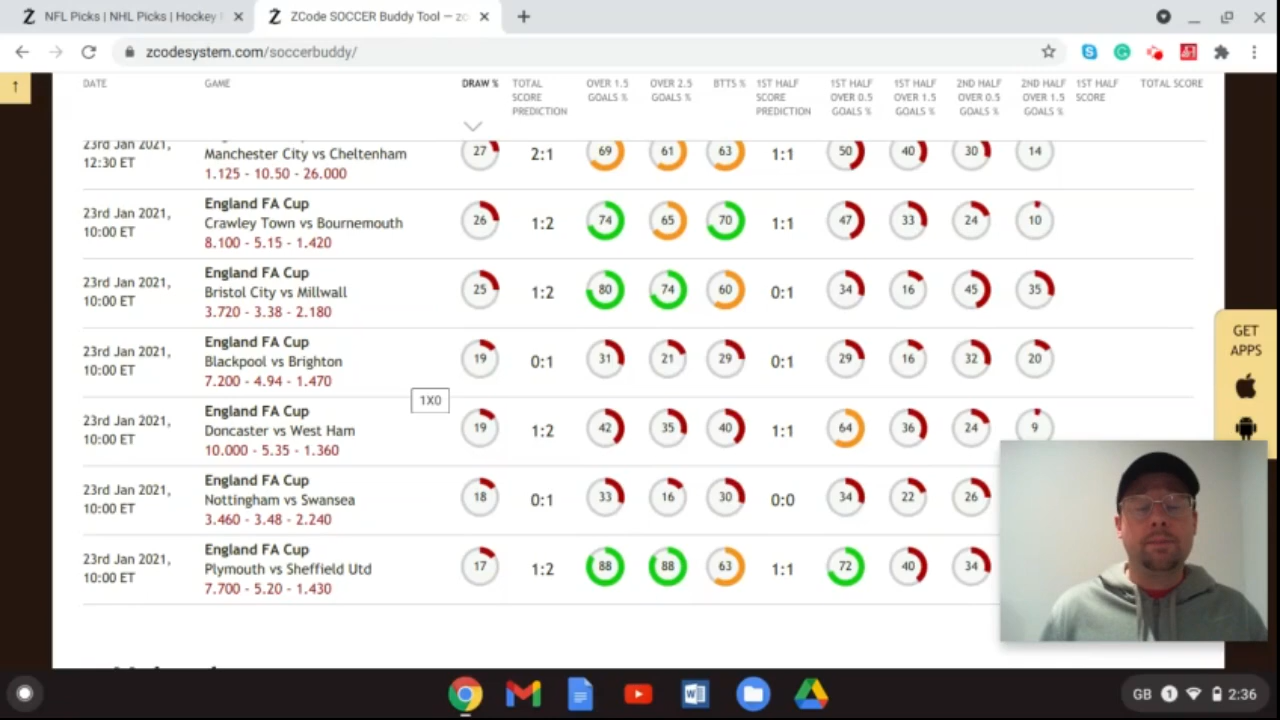 NFL Picks | NHL Picks | Hockey
ZCode SOCCER Buddy Tool — zc
zcodesystem.com/soccerbuddy/
DATE GAME DRAW % TOTAL SCORE PREDICTION OVER 1.5 GOALS % OVER 2.5 GOALS % BTTS % 1ST HALF SCORE PREDICTION 1ST HALF OVER 0.5 GOALS % 1ST HALF OVER 1.5 GOALS % 2ND HALF OVER 0.5 GOALS % 2ND HALF OVER 1.5 GOALS % 1ST HALF SCORE TOTAL SCORE
23rd Jan 2021, 12:30 ET
Manchester City vs Cheltenham
1.125 - 10.50 - 26.000
27 2:1 69 61 63 1:1 50 40 30 14
23rd Jan 2021, 10:00 ET
England FA Cup
Crawley Town vs Bournemouth
8.100 - 5.15 - 1.420
26 1:2 74 65 70 1:1 47 33 24 10
23rd Jan 2021, 10:00 ET
England FA Cup
Bristol City vs Millwall
3.720 - 3.38 - 2.180
25 1:2 80 74 60 0:1 34 16 45 35
23rd Jan 2021, 10:00 ET
England FA Cup
Blackpool vs Brighton
7.200 - 4.94 - 1.470
19 0:1 31 21 29 0:1 29 16 32 20
1X0
23rd Jan 2021, 10:00 ET
England FA Cup
Doncaster vs West Ham
10.000 - 5.35 - 1.360
19 1:2 42 35 40 1:1 64 36 24 9
23rd Jan 2021, 10:00 ET
England FA Cup
Nottingham vs Swansea
3.460 - 3.48 - 2.240
18 0:1 33 16 30 0:0 34 22 26
23rd Jan 2021, 10:00 ET
England FA Cup
Plymouth vs Sheffield Utd
7.700 - 5.20 - 1.430
17 1:2 88 88 63 1:1 72 40 34
GET
APPS
GB 1 2:36